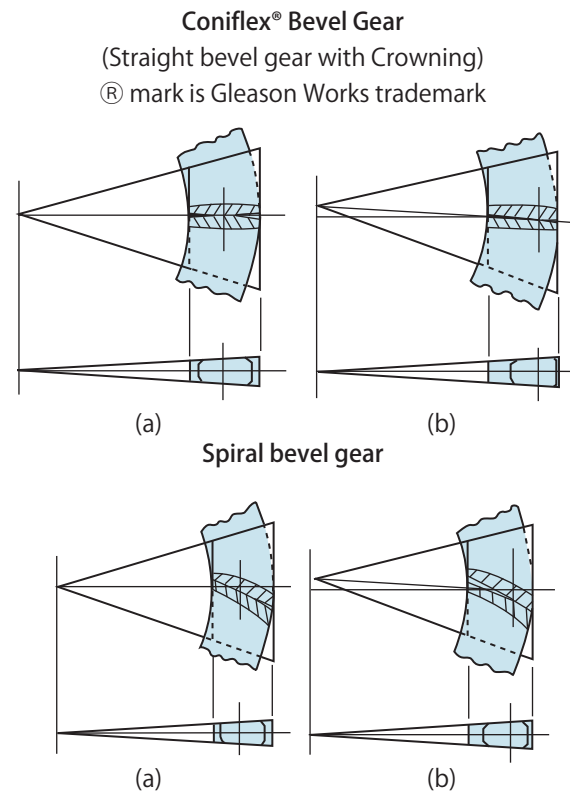 Coniflex® Bevel Gear
(Straight bevel gear with Crowning)
® mark is Gleason Works trademark
(a)
(b)
Spiral bevel gear
(a)
(b)